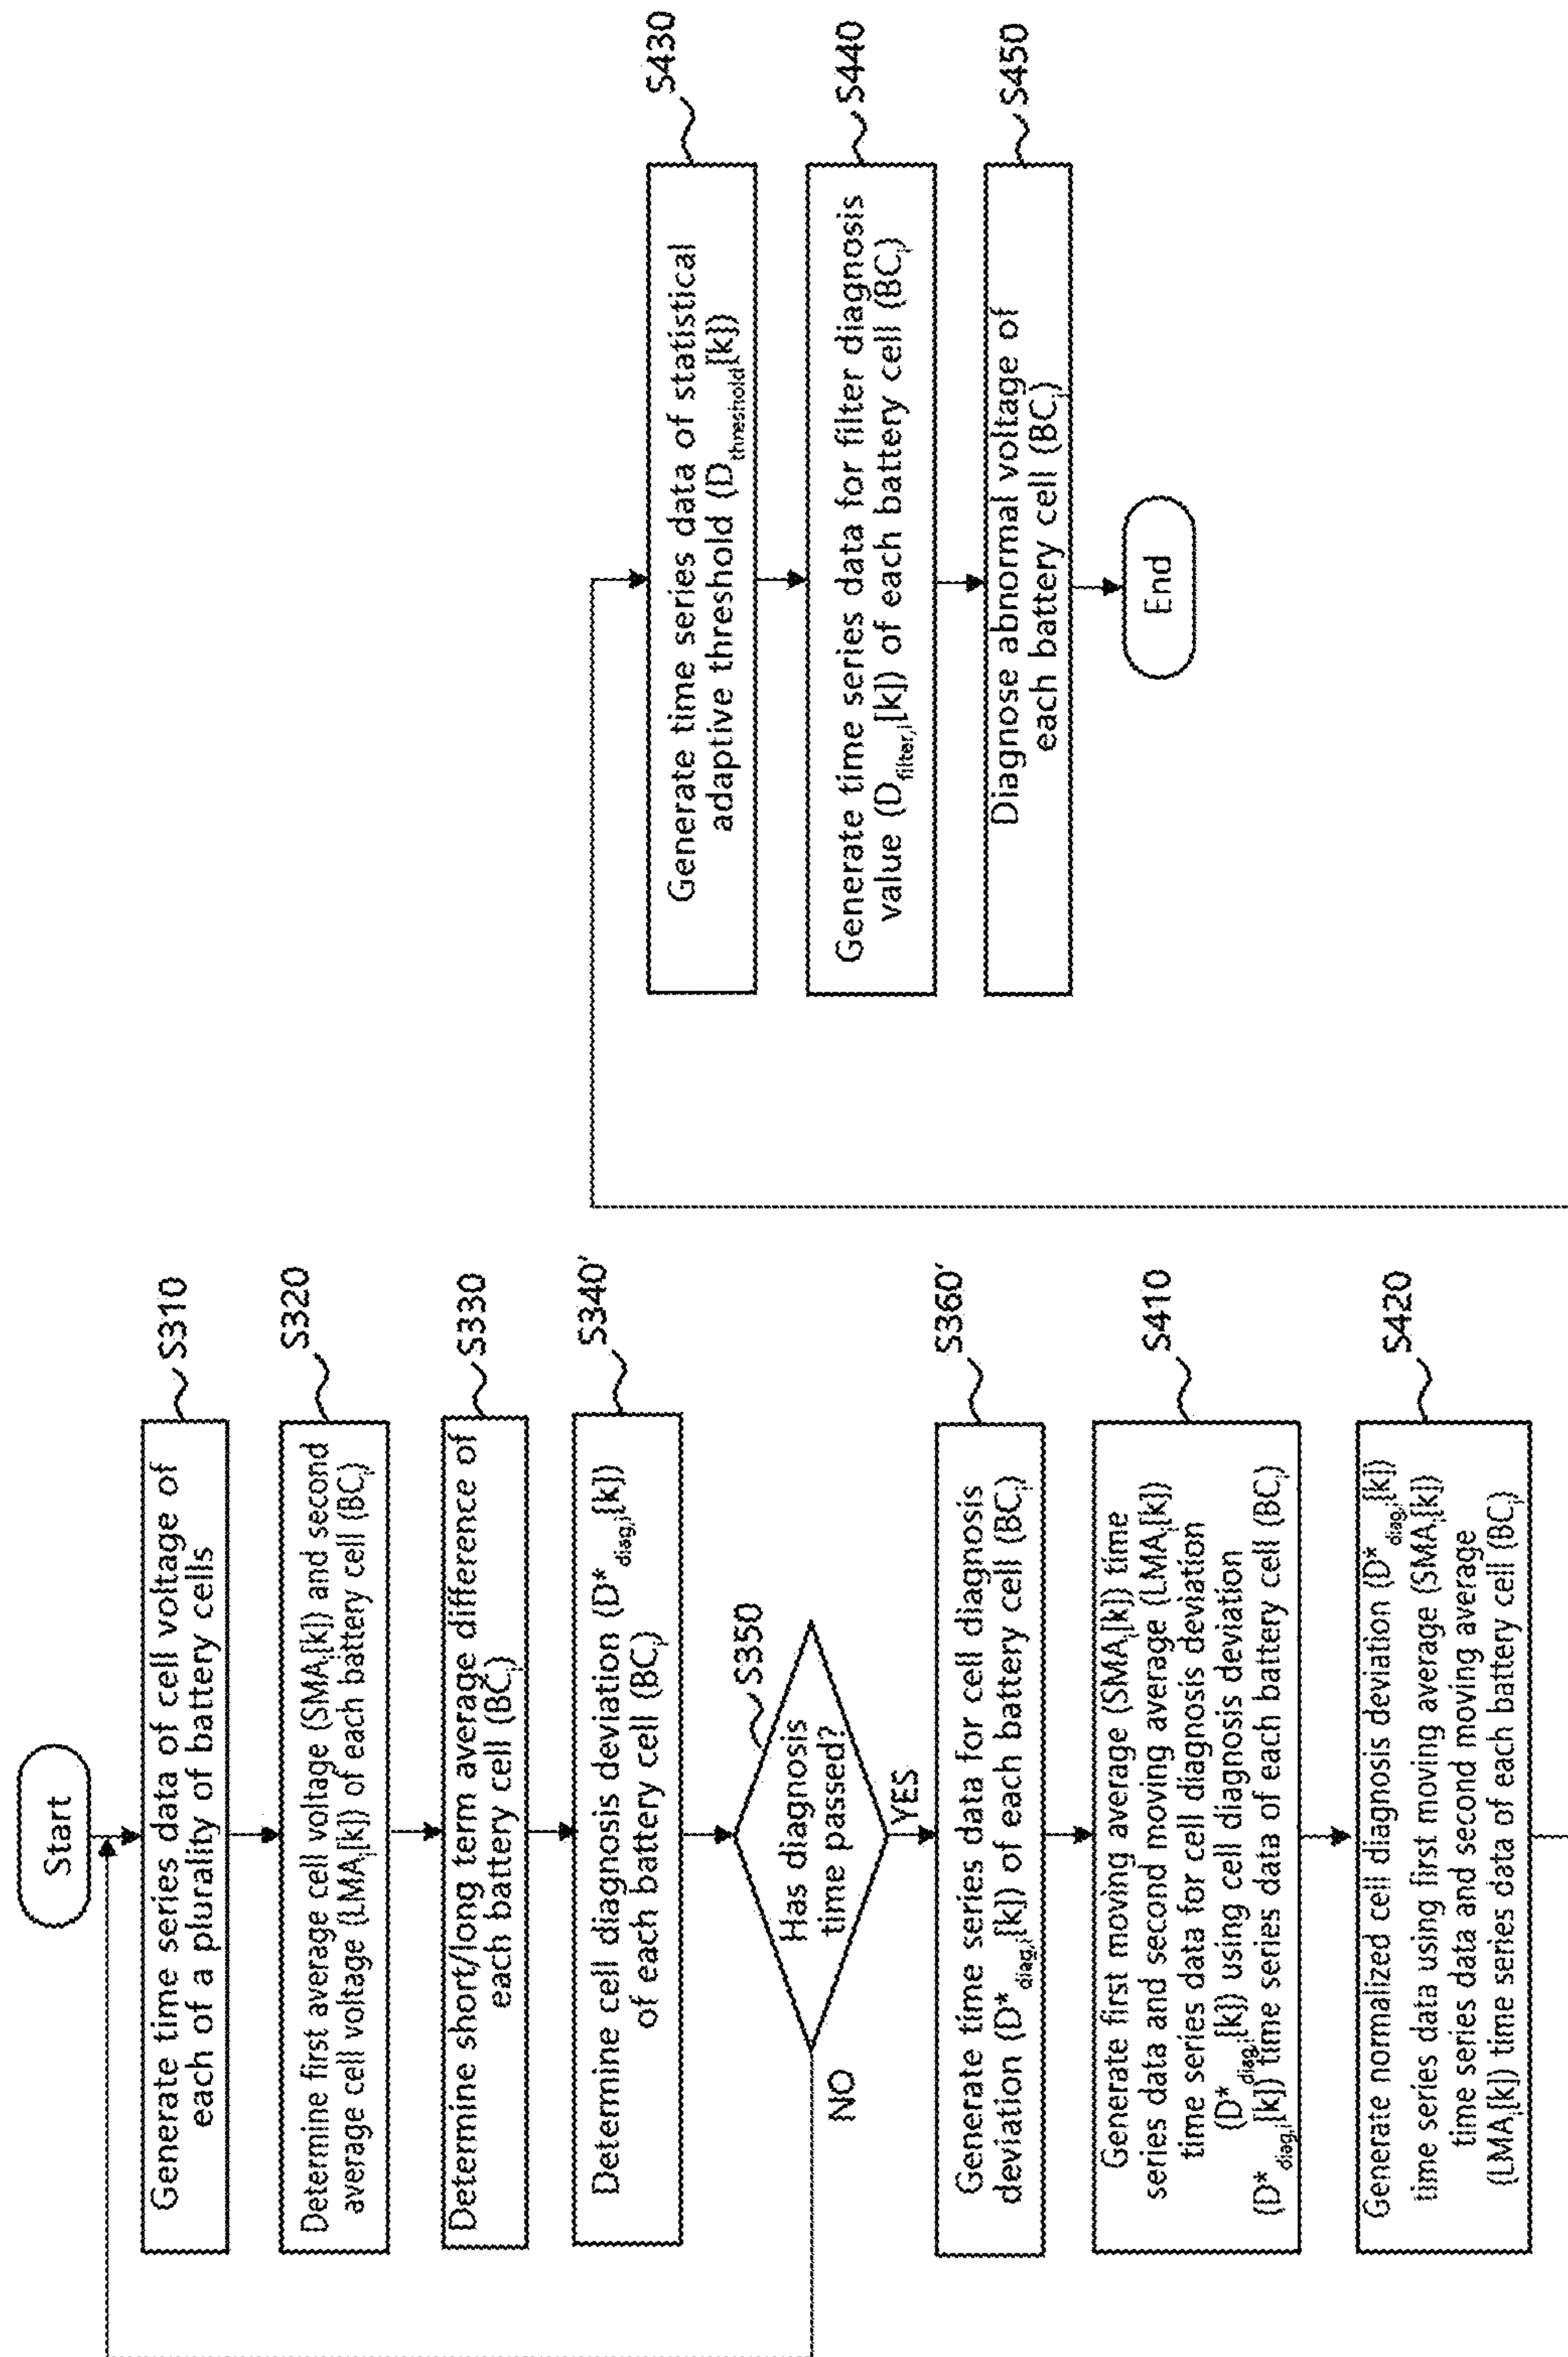 Start
Generate time series data of cell voltage of
each of a plurality of battery cells
S310
Determine first average cell voltage (SMAi[k]) and second
average cell voltage (LMAi[k]) of each battery cell (BCi)
S320
Determine short/long term average difference of
each battery cell (BCi)
S330
Determine cell diagnosis deviation (D*diag,i[k])
of each battery cell (BCi)
S340'
Has diagnosis
time passed?
S350
NO
YES
Generate time series data for cell diagnosis
deviation (D*diag,i[k]) of each battery cell (BCi)
S360'
Generate first moving average (SMAi[k]) time
series data and second moving average (LMAi[k])
time series data for cell diagnosis deviation
(D*diag,i[k]) using cell diagnosis deviation
(D*diag,i[k]) time series data of each battery cell (BCi)
S410
Generate normalized cell diagnosis deviation (D*diag,i[k])
time series data using first moving average (SMAi[k])
time series data and second moving average
(LMAi[k]) time series data of each battery cell (BCi)
S420
Generate time series data of statistical
adaptive threshold (Dthreshold[k])
S430
Generate time series data for filter diagnosis
value (Dfilter,i[k]) of each battery cell (BCi)
S440
Diagnose abnormal voltage of
each battery cell (BCi)
S450
End